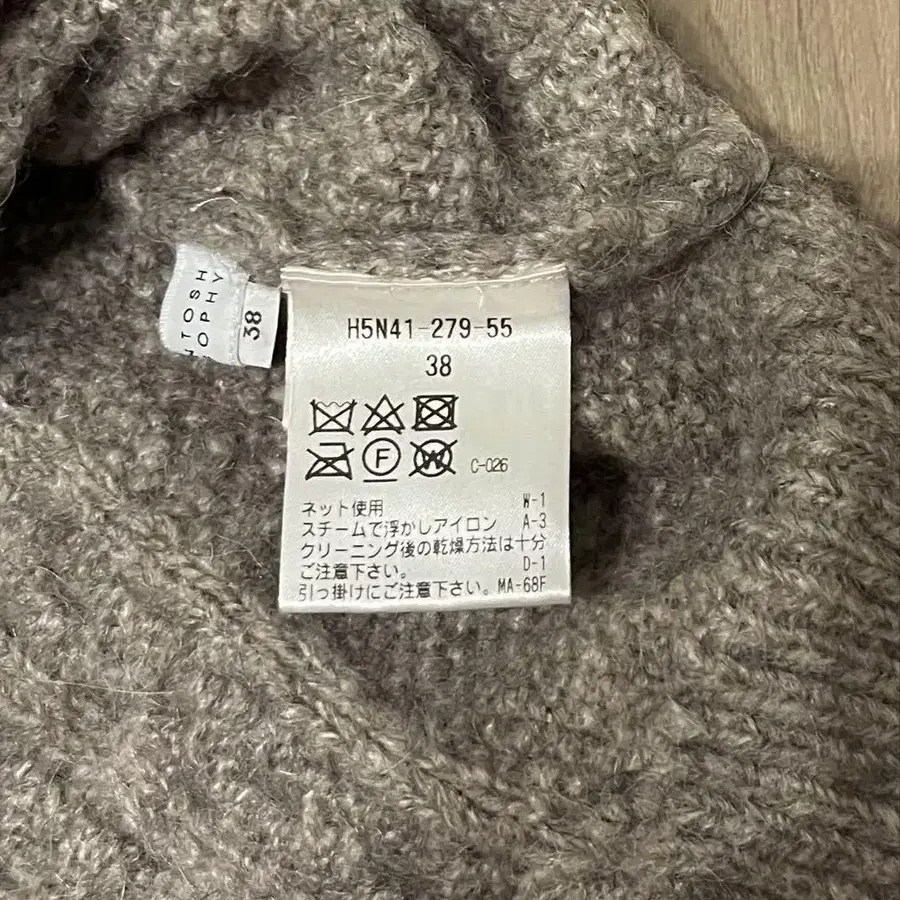 TOSH
OPHY
38
H5N41-279-55
38
F
W
C-026
ネット使用 W-1
スチームで浮かしアイロン A-3
クリーニング後の乾燥方法は十分
ご注意下さい。 D-1
引っ掛けにご注意下さい。MA-68F